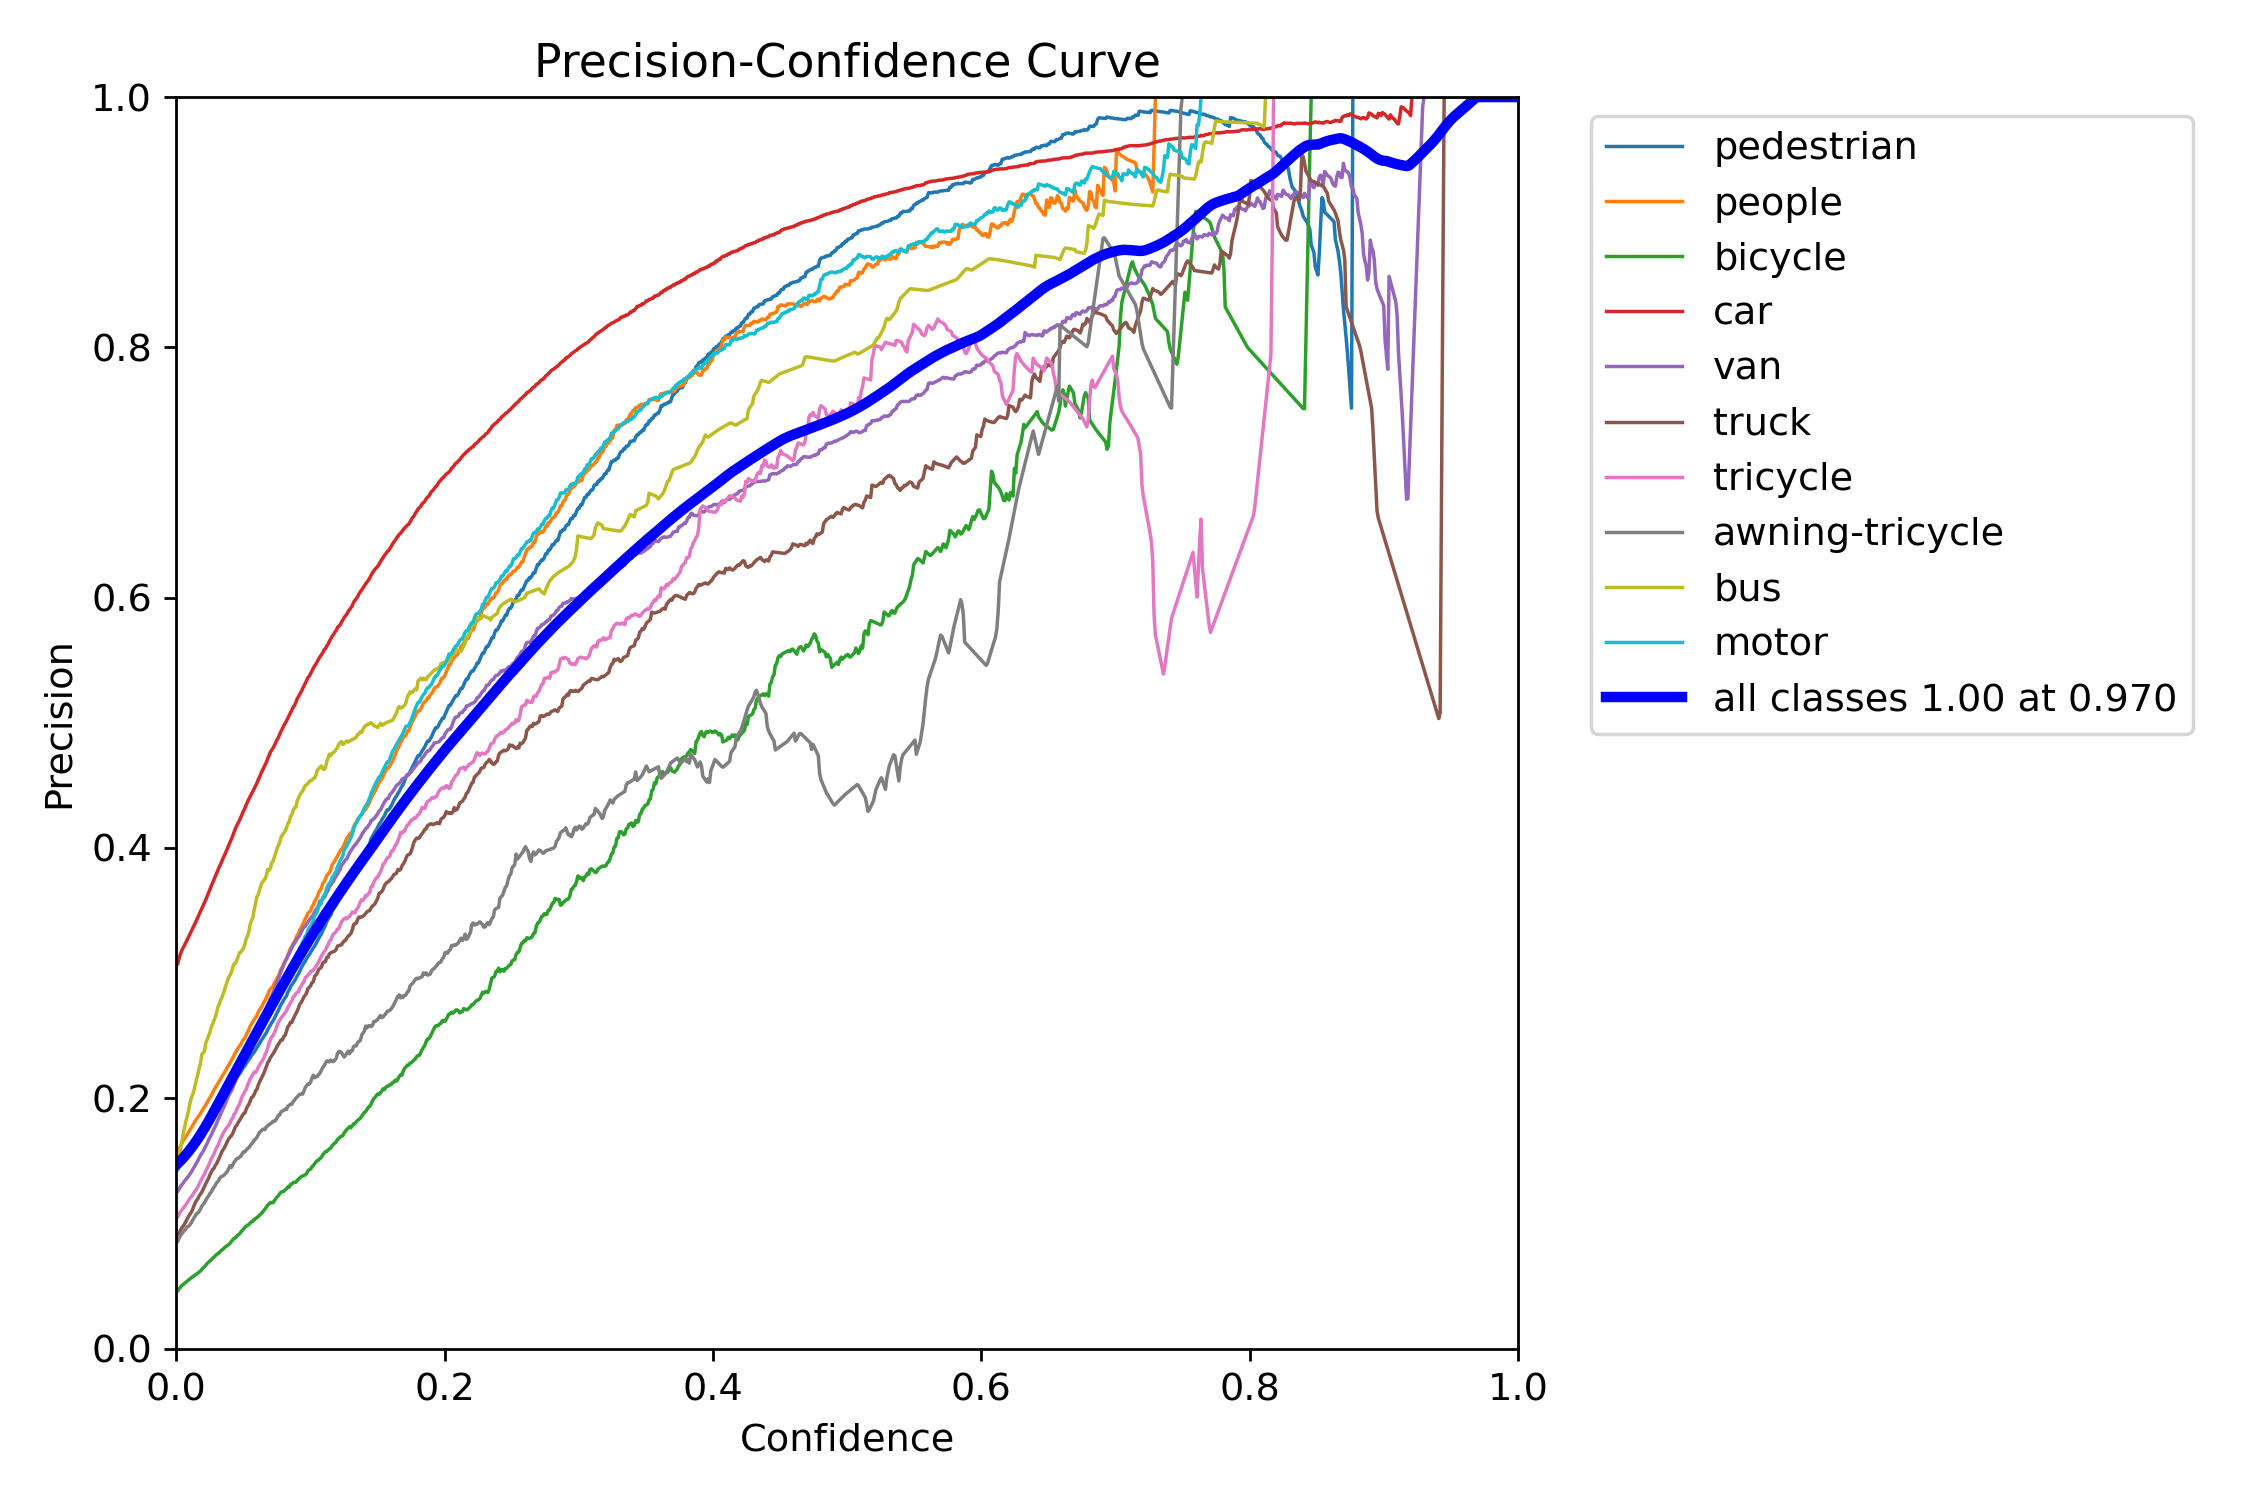 Precision-Confidence Curve
1.0
0.8
0.6
0.4
0.2
0.0
Precision
0.0 0.2 0.4 0.6 0.8 1.0
Confidence
pedestrian
people
bicycle
car
van
truck
tricycle
awning-tricycle
bus
motor
all classes 1.00 at 0.970